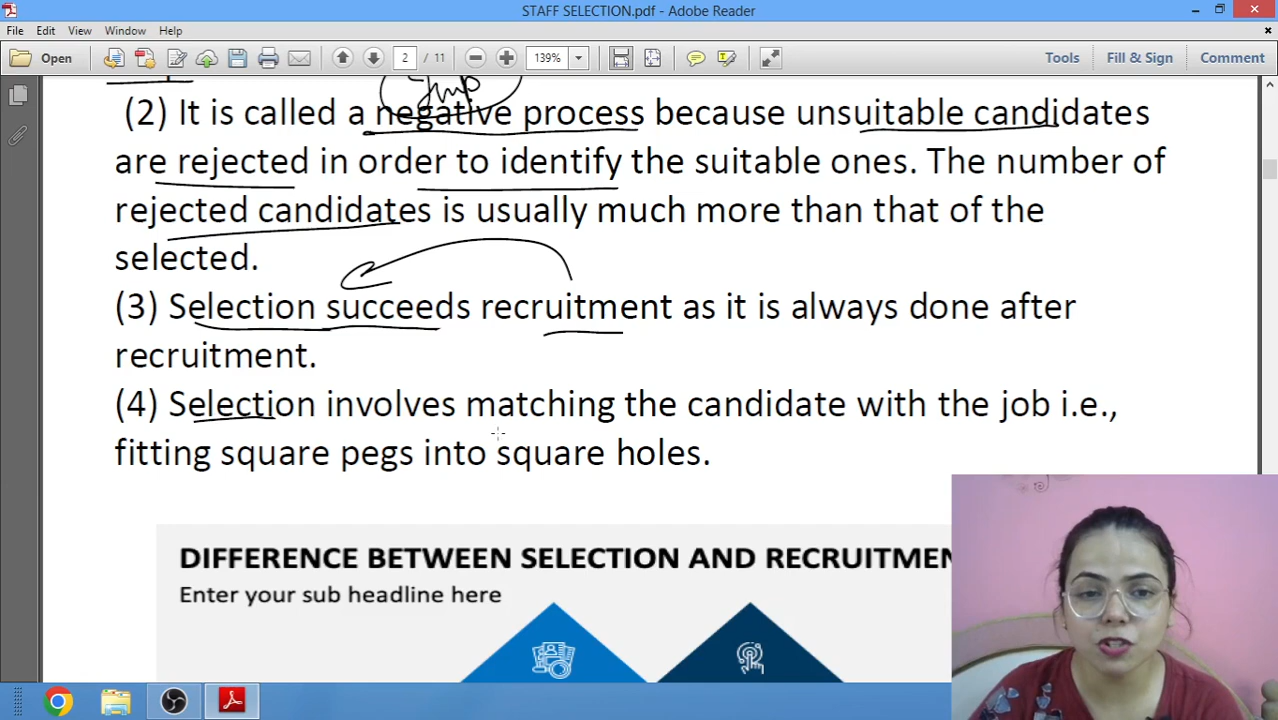 STAFF SELECTION.pdf - Adobe Reader
File Edit View Window Help
Open 2 / 11 139% Tools Fill & Sign Comment
Imp
(2) It is called a negative process because unsuitable candidates
are rejected in order to identify the suitable ones. The number of
rejected candidates is usually much more than that of the
selected.
(3) Selection succeeds recruitment as it is always done after
recruitment.
(4) Selection involves matching the candidate with the job i.e.,
fitting square pegs into square holes.
DIFFERENCE BETWEEN SELECTION AND RECRUITMEN
Enter your sub headline here